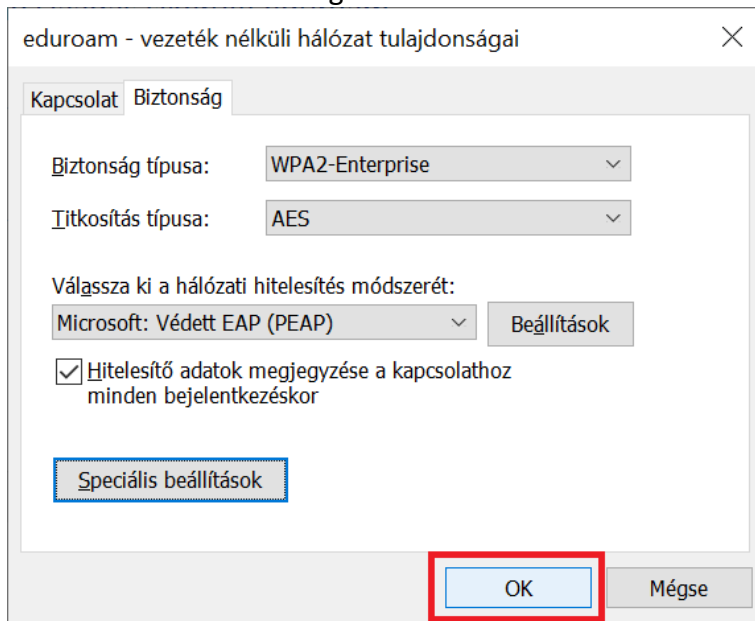 eduroam - vezeték nélküli hálózat tulajdonságai
Kapcsolat Biztonság
Biztonság típusa: WPA2-Enterprise
Titkosítás típusa: AES
Válassza ki a hálózati hitelesítés módszerét:
Microsoft: Védett EAP (PEAP) Beállítások
Hitelesítő adatok megjegyzése a kapcsolathoz
minden bejelentkezéskor
Speciális beállítások
OK Mégse